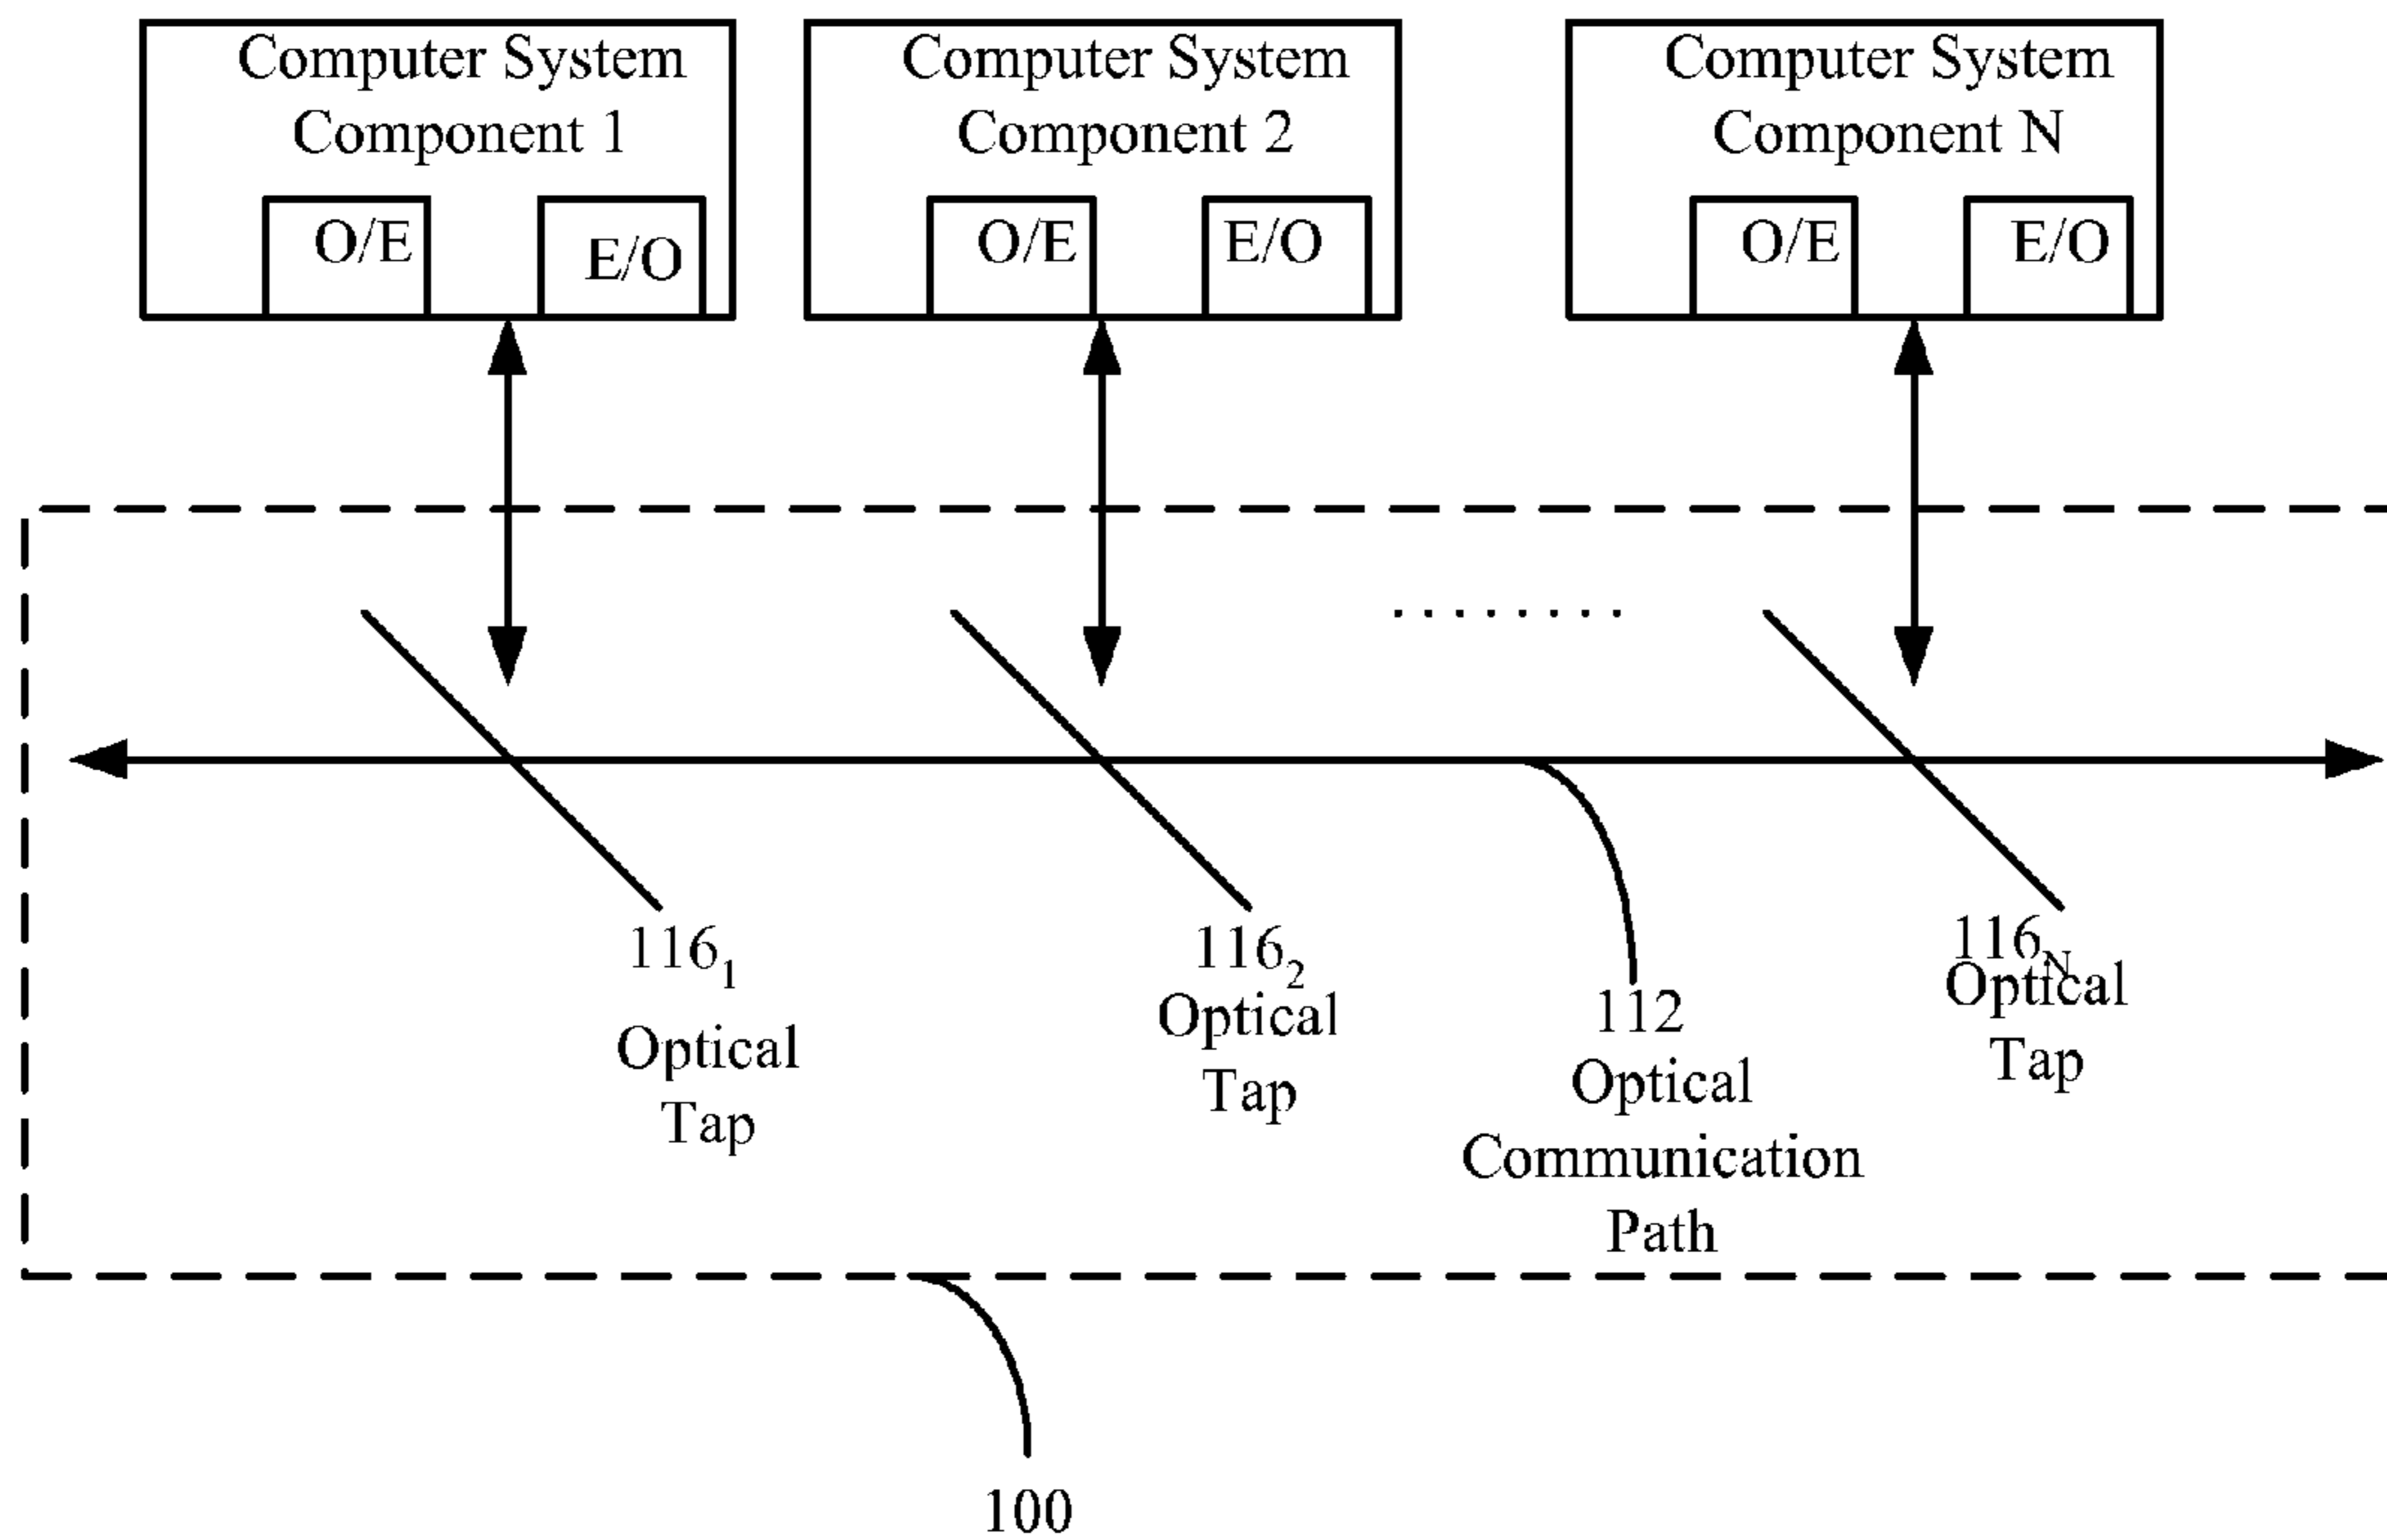 Computer System
Component 1
O/E
E/O
Computer System
Component 2
O/E
E/O
Computer System
Component N
O/E
E/O
........
116₁
Optical
Tap
116₂
Optical
Tap
112
Optical
Communication
Path
116N
Optical
Tap
100